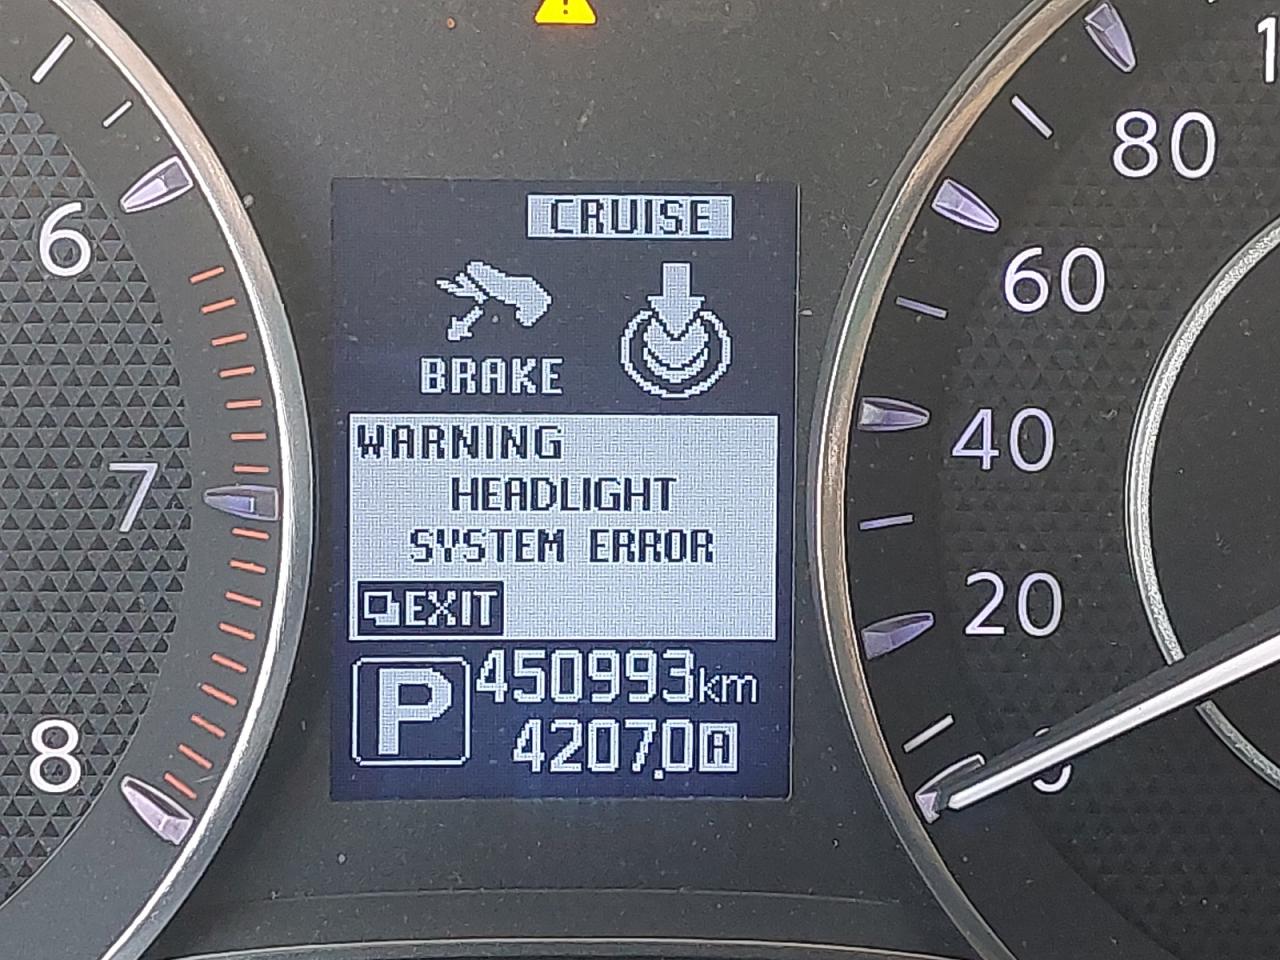 CRUISE
BRAKE
WARNING
HEADLIGHT
SYSTEM ERROR
EXIT
P
450993km
4207.0A
6
7
8
80
60
40
20